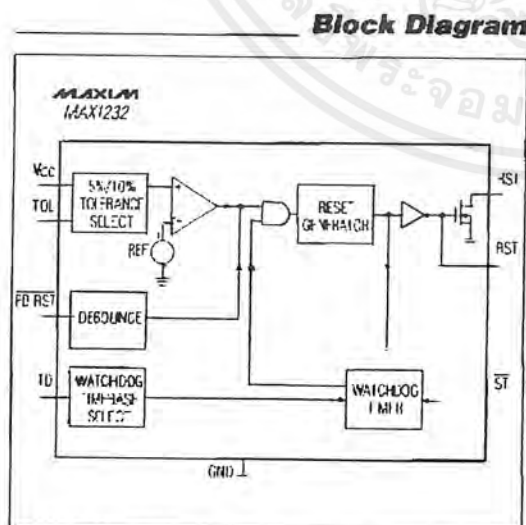 Block Diagram
MAXIM
MAX1232
VCC
TOL
5%/10%
TOLERANCE
SELECT
REF
RESET
GENERATOR
RST
RST
PB RST
DEBOUNCE
TD
WATCHDOG
TIMEBASE
SELECT
WATCHDOG
TIMER
ST
GND